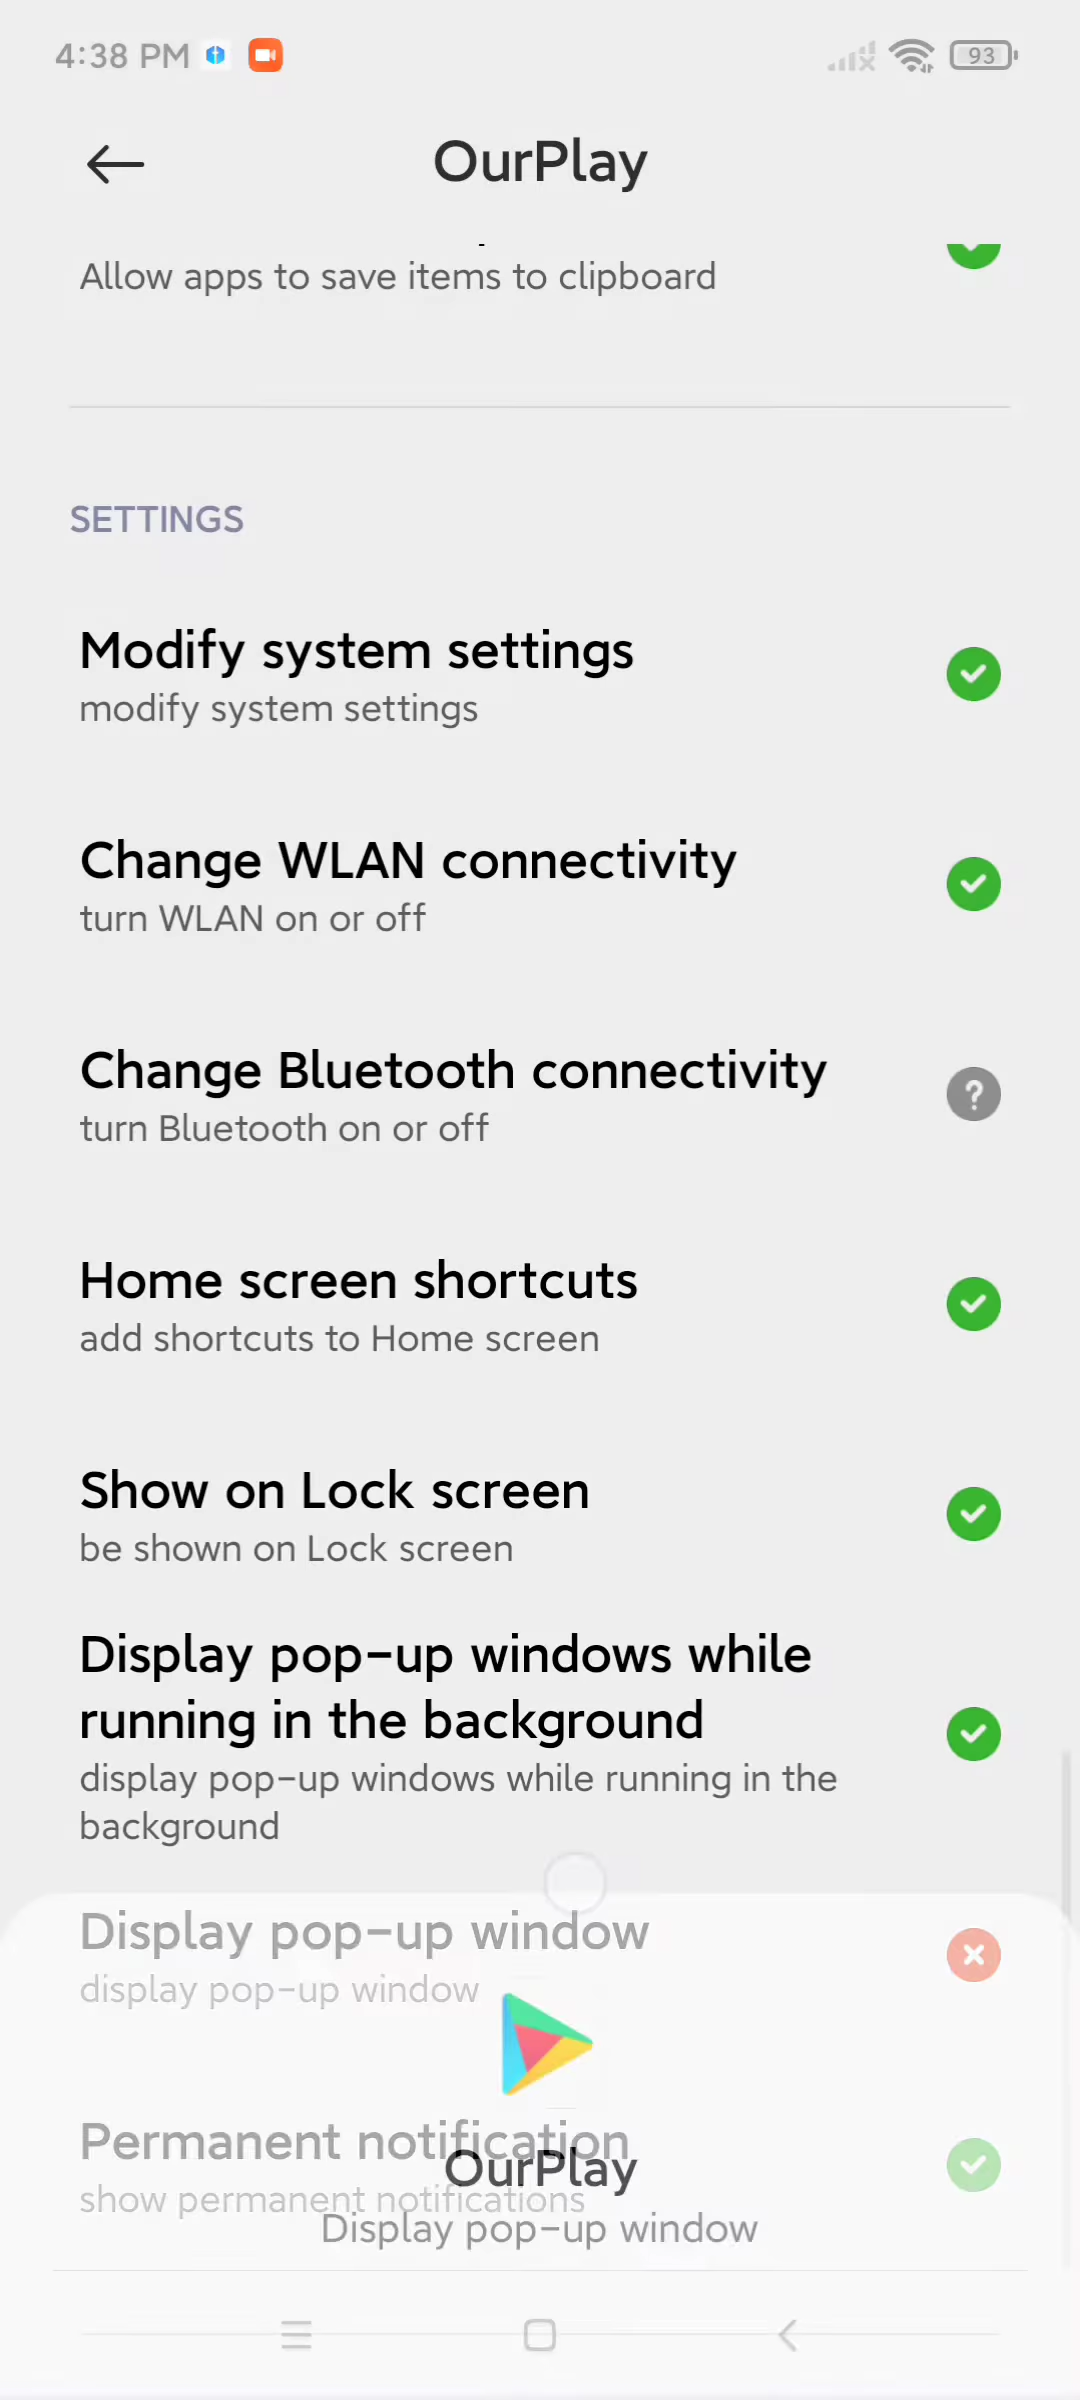 4:38 PM
93
OurPlay
Allow apps to save items to clipboard
SETTINGS
Modify system settings
modify system settings
Change WLAN connectivity
turn WLAN on or off
Change Bluetooth connectivity
turn Bluetooth on or off
Home screen shortcuts
add shortcuts to Home screen
Show on Lock screen
be shown on Lock screen
Display pop-up windows while
running in the background
display pop-up windows while running in the
background
Display pop-up window
display pop-up window
Permanent notification
OurPlay
show permanent notifications
Display pop-up window